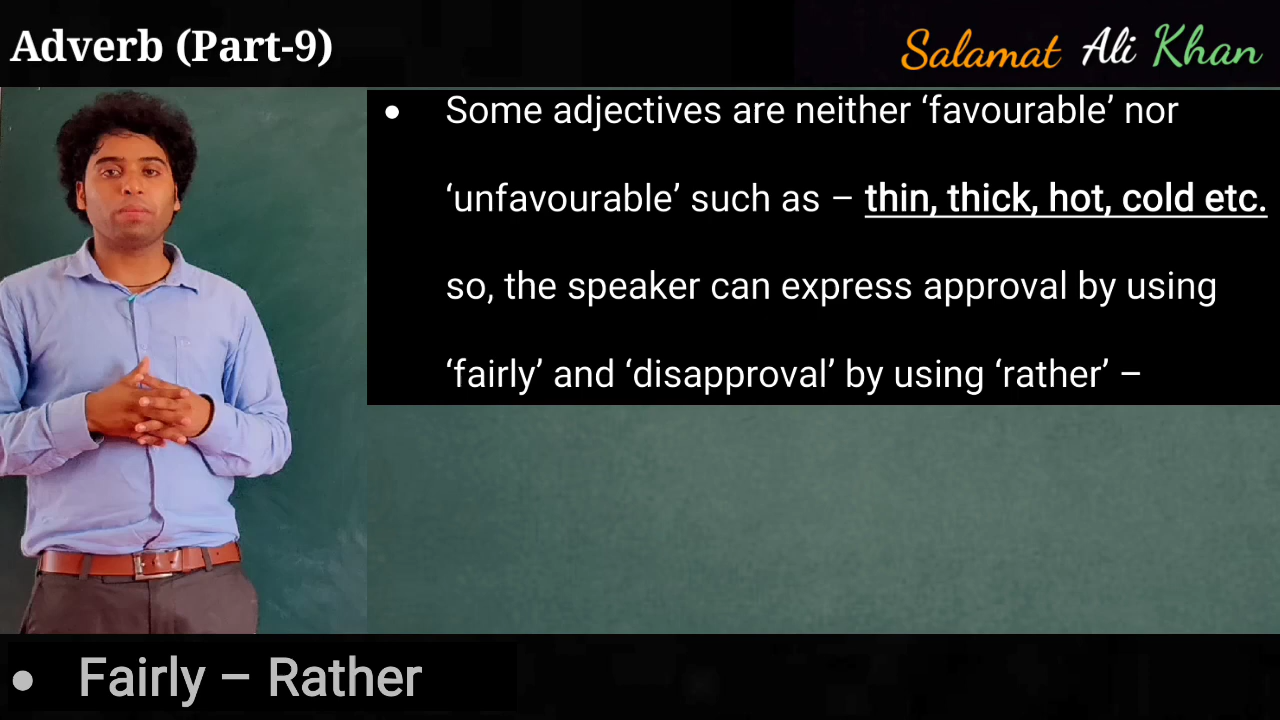 Adverb (Part-9)
Salamat Ali Khan
• Some adjectives are neither ‘favourable’ nor
‘unfavourable’ such as – thin, thick, hot, cold etc.
so, the speaker can express approval by using
‘fairly’ and ‘disapproval’ by using ‘rather’ –
• Fairly – Rather